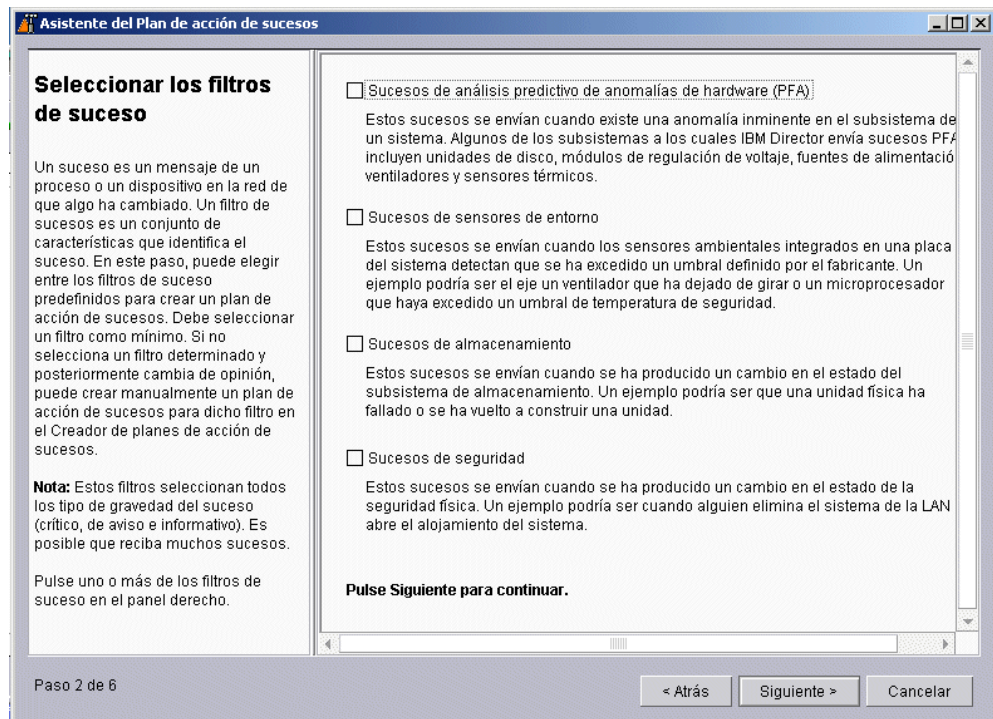 Asistente del Plan de acción de sucesos
Seleccionar los filtros
de suceso
Un suceso es un mensaje de un
proceso o un dispositivo en la red de
que algo ha cambiado. Un filtro de
sucesos es un conjunto de
características que identifica el
suceso. En este paso, puede elegir
entre los filtros de suceso
predefinidos para crear un plan de
acción de sucesos. Debe seleccionar
un filtro como mínimo. Si no
selecciona un filtro determinado y
posteriormente cambia de opinión,
puede crear manualmente un plan de
acción de sucesos para dicho filtro en
el Creador de planes de acción de
sucesos.
Nota: Estos filtros seleccionan todos
los tipo de gravedad del suceso
(crítico, de aviso e informativo). Es
posible que reciba muchos sucesos.
Pulse uno o más de los filtros de
suceso en el panel derecho.
Sucesos de análisis predictivo de anomalías de hardware (PFA)
Estos sucesos se envían cuando existe una anomalía inminente en el subsistema de
un sistema. Algunos de los subsistemas a los cuales IBM Director envía sucesos PFA
incluyen unidades de disco, módulos de regulación de voltaje, fuentes de alimentació
ventiladores y sensores térmicos.
Sucesos de sensores de entorno
Estos sucesos se envían cuando los sensores ambientales integrados en una placa
del sistema detectan que se ha excedido un umbral definido por el fabricante. Un
ejemplo podría ser el eje un ventilador que ha dejado de girar o un microprocesador
que haya excedido un umbral de temperatura de seguridad.
Sucesos de almacenamiento
Estos sucesos se envían cuando se ha producido un cambio en el estado del
subsistema de almacenamiento. Un ejemplo podría ser que una unidad física ha
fallado o se ha vuelto a construir una unidad.
Sucesos de seguridad
Estos sucesos se envían cuando se ha producido un cambio en el estado de la
seguridad física. Un ejemplo podría ser cuando alguien elimina el sistema de la LAN
abre el alojamiento del sistema.
Pulse Siguiente para continuar.
Paso 2 de 6
< Atrás
Siguiente >
Cancelar